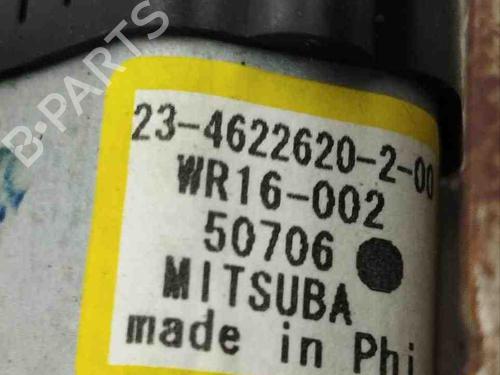 23-4622620-2-00
WR16-002
50706
MITSUBA
made in Phi
B-PARTS